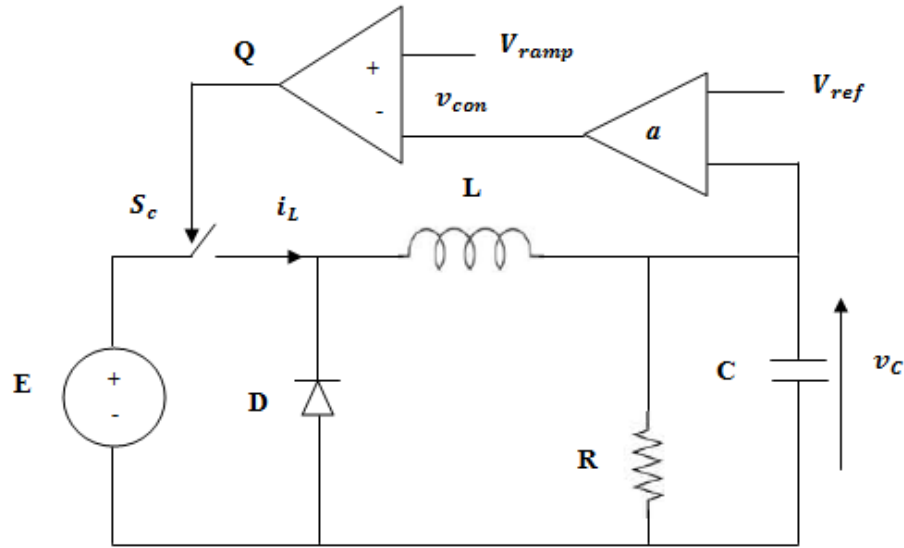 Q
+
-
V_ramp
v_con
a
V_ref
S_c
i_L
L
E
+
-
D
R
C
v_C